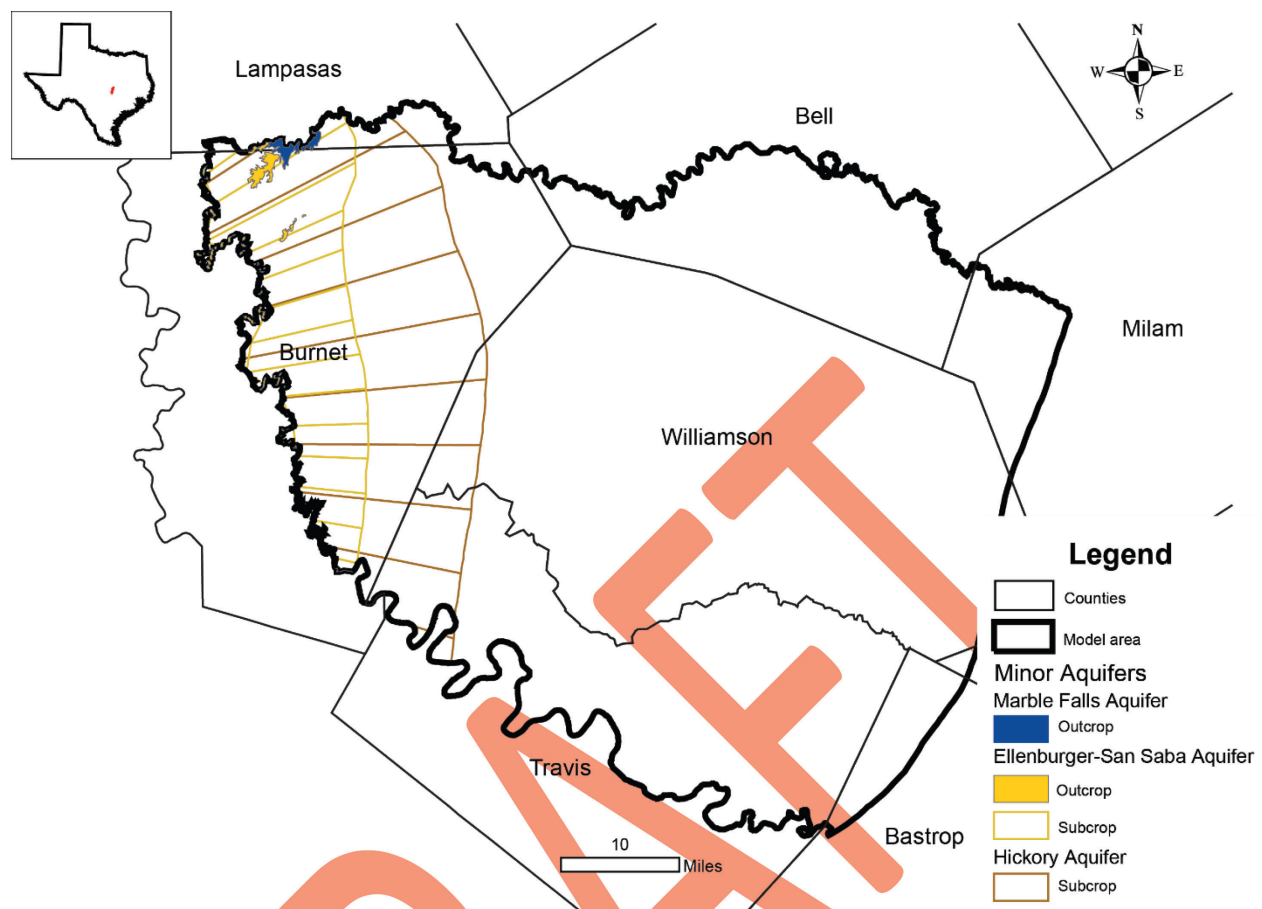 Lampasas
N
W
E
S
Bell
Milam
Burnet
Williamson
Travis
Bastrop
10
Miles
Legend
Counties
Model area
Minor Aquifers
Marble Falls Aquifer
Outcrop
Ellenburger-San Saba Aquifer
Outcrop
Subcrop
Hickory Aquifer
Subcrop